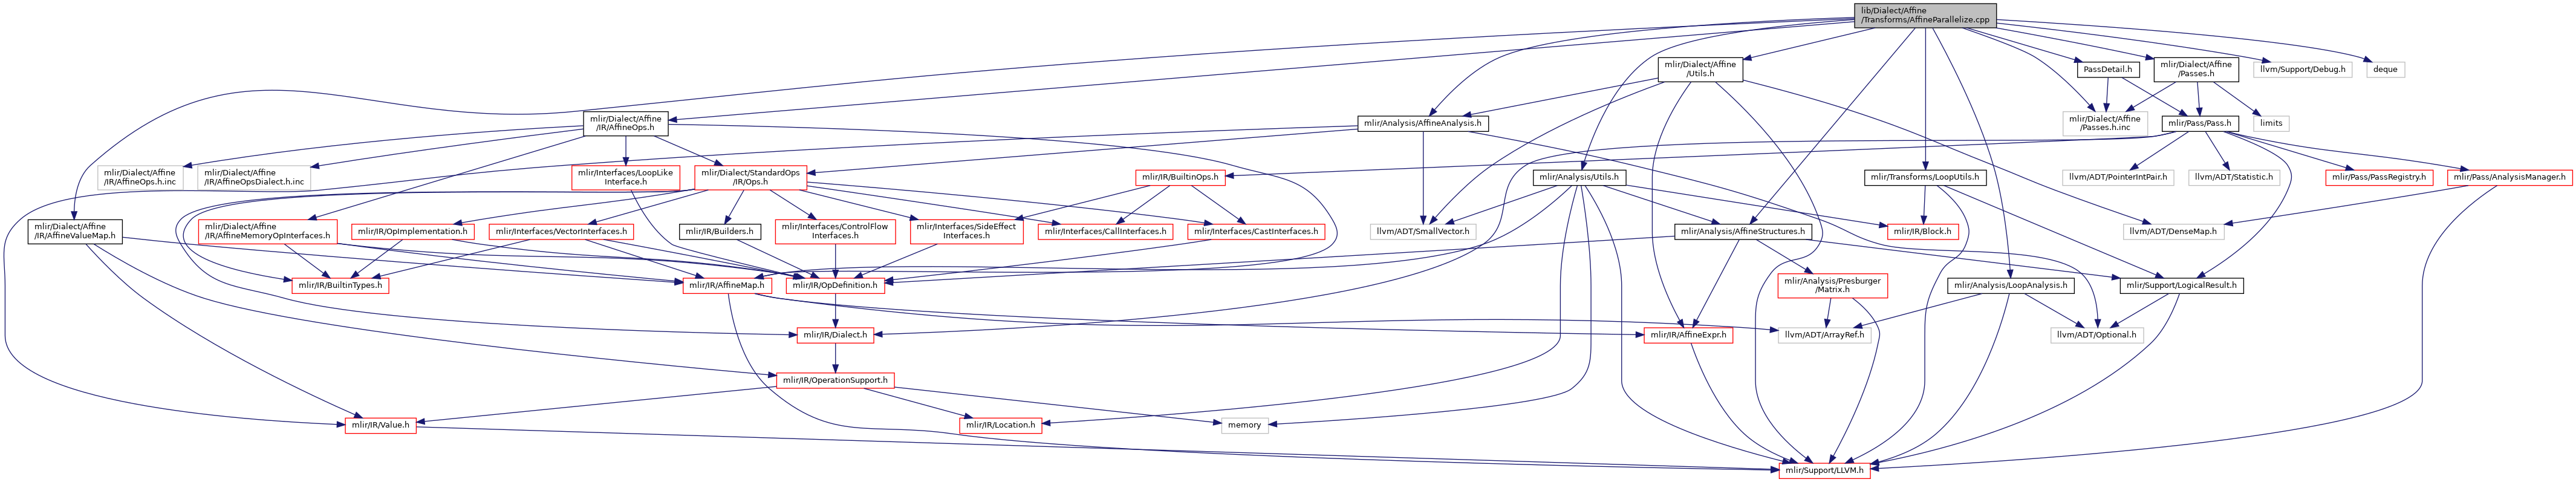 lib/Dialect/Affine
/Transforms/AffineParallelize.cpp
mlir/Dialect/Affine
/Utils.h
PassDetail.h
mlir/Dialect/Affine
/Passes.h
llvm/Support/Debug.h
deque
mlir/Dialect/Affine
/IR/AffineOps.h
mlir/Analysis/AffineAnalysis.h
mlir/Dialect/Affine
/Passes.h.inc
mlir/Pass/Pass.h
limits
mlir/Dialect/Affine
/IR/AffineOps.h.inc
mlir/Dialect/Affine
/IR/AffineOpsDialect.h.inc
mlir/Interfaces/LoopLike
Interface.h
mlir/Dialect/StandardOps
/IR/Ops.h
mlir/IR/BuiltinOps.h
mlir/Analysis/Utils.h
mlir/Transforms/LoopUtils.h
llvm/ADT/PointerIntPair.h
llvm/ADT/Statistic.h
mlir/Pass/PassRegistry.h
mlir/Pass/AnalysisManager.h
mlir/Dialect/Affine
/IR/AffineValueMap.h
mlir/Dialect/Affine
/IR/AffineMemoryOpInterfaces.h
mlir/IR/OpImplementation.h
mlir/Interfaces/VectorInterfaces.h
mlir/IR/Builders.h
mlir/Interfaces/ControlFlow
Interfaces.h
mlir/Interfaces/SideEffect
Interfaces.h
mlir/Interfaces/CallInterfaces.h
mlir/Interfaces/CastInterfaces.h
llvm/ADT/SmallVector.h
mlir/Analysis/AffineStructures.h
mlir/IR/Block.h
llvm/ADT/DenseMap.h
mlir/IR/BuiltinTypes.h
mlir/IR/AffineMap.h
mlir/IR/OpDefinition.h
mlir/Analysis/Presburger
/Matrix.h
mlir/Analysis/LoopAnalysis.h
mlir/Support/LogicalResult.h
mlir/IR/Dialect.h
mlir/IR/AffineExpr.h
llvm/ADT/ArrayRef.h
llvm/ADT/Optional.h
mlir/IR/OperationSupport.h
mlir/IR/Value.h
mlir/IR/Location.h
memory
mlir/Support/LLVM.h